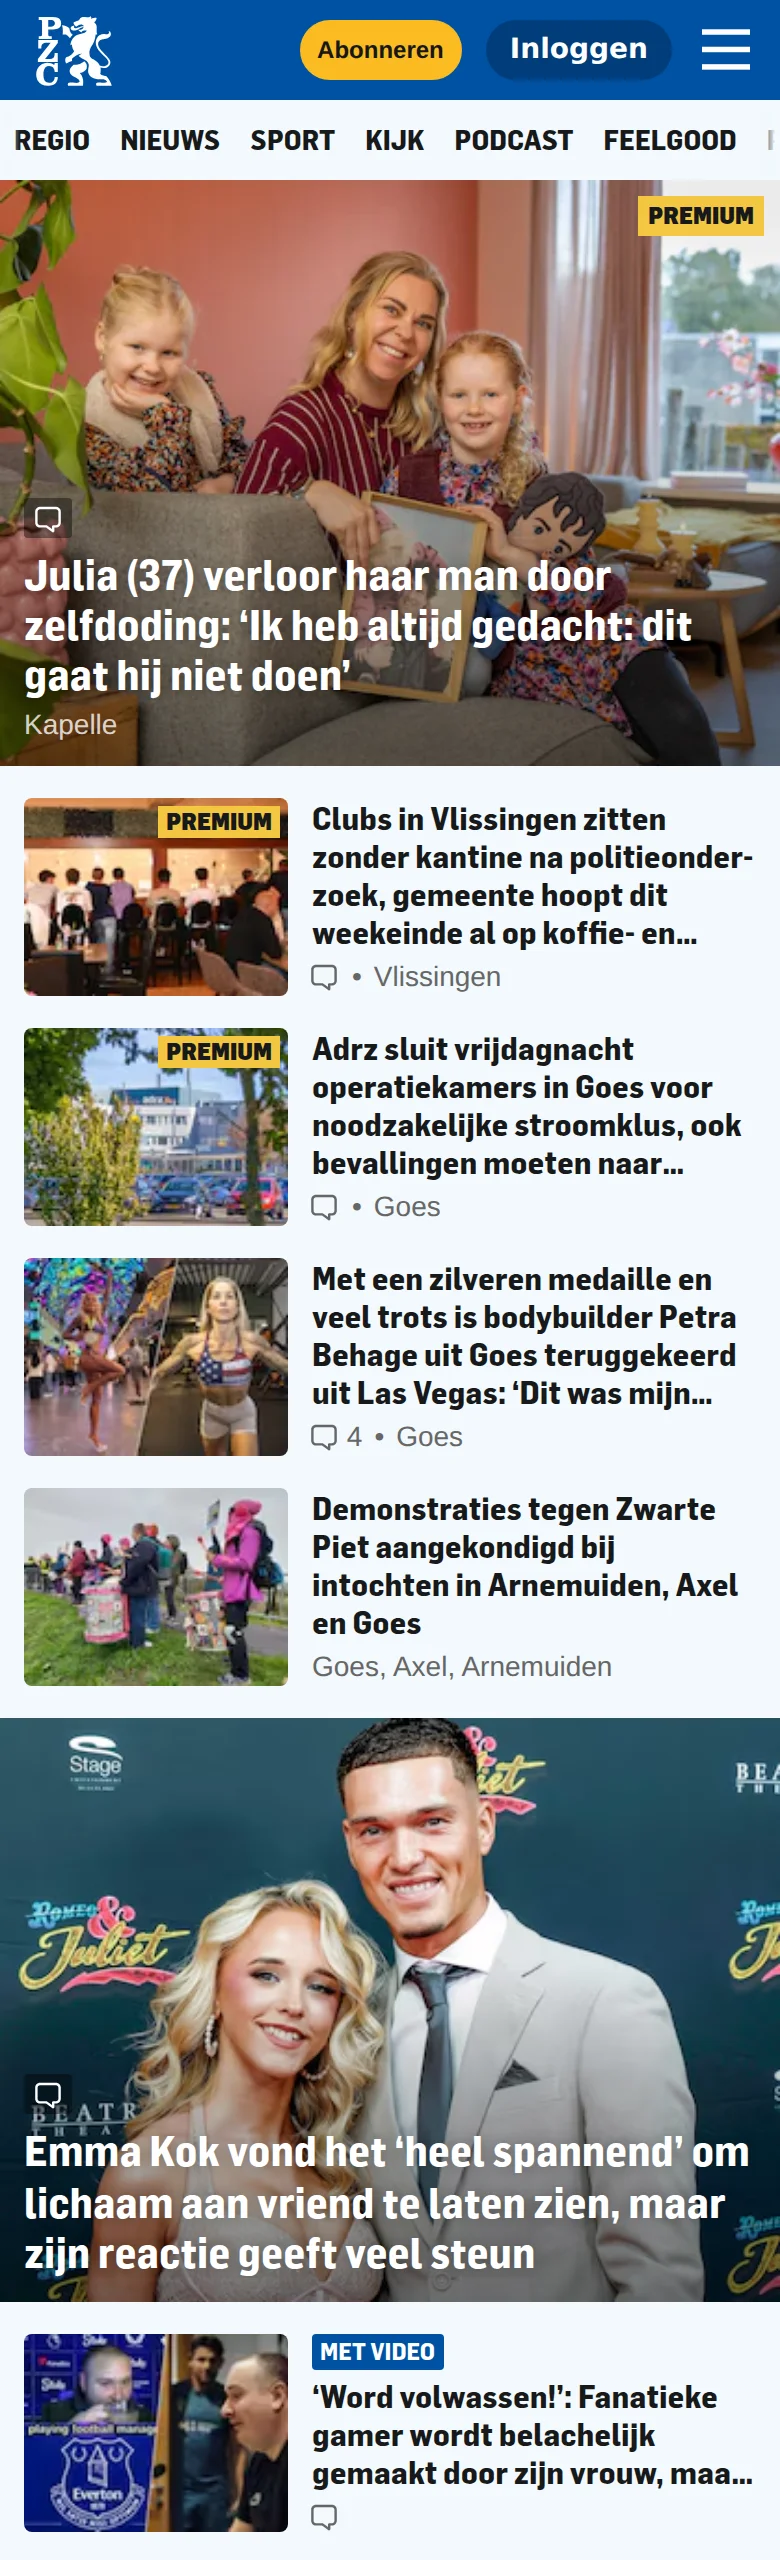 PZC
Abonneren
Inloggen
REGIO NIEUWS SPORT KIJK PODCAST FEELGOOD
PREMIUM
Julia (37) verloor haar man door
zelfdoding: ‘Ik heb altijd gedacht: dit
gaat hij niet doen’
Kapelle
PREMIUM
Clubs in Vlissingen zitten
zonder kantine na politieonder-
zoek, gemeente hoopt dit
weekeinde al op koffie- en...
• Vlissingen
PREMIUM
Adrz sluit vrijdagnacht
operatiekamers in Goes voor
noodzakelijke stroomklus, ook
bevallingen moeten naar...
• Goes
Met een zilveren medaille en
veel trots is bodybuilder Petra
Behage uit Goes teruggekeerd
uit Las Vegas: ‘Dit was mijn...
4 • Goes
Demonstraties tegen Zwarte
Piet aangekondigd bij
intochten in Arnemuiden, Axel
en Goes
Goes, Axel, Arnemuiden
Stage
BEA
THE
Romeo
& Juliet
BEATR
THEA
Emma Kok vond het ‘heel spannend’ om
lichaam aan vriend te laten zien, maar
zijn reactie geeft veel steun
MET VIDEO
‘Word volwassen!’: Fanatieke
gamer wordt belachelijk
gemaakt door zijn vrouw, maa...
playing football manage
Everton